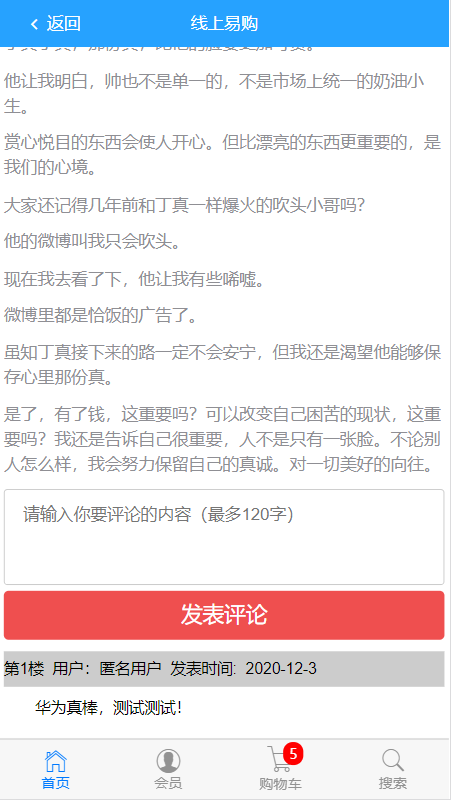 返回
线上易购
他让我明白，帅也不是单一的，不是市场上统一的奶油小
生。
赏心悦目的东西会使人开心。但比漂亮的东西更重要的，是
我们的心境。
大家还记得几年前和丁真一样爆火的吹头小哥吗？
他的微博叫我只会吹头。
现在我去看了下，他让我有些唏嘘。
微博里都是恰饭的广告了。
虽知丁真接下来的路一定不会安宁，但我还是渴望他能够保
存心里那份真。
是了，有了钱，这重要吗？可以改变自己困苦的现状，这重
要吗？我还是告诉自己很重要，人不是只有一张脸。不论别
人怎么样，我会努力保留自己的真诚。对一切美好的向往。
请输入你要评论的内容（最多120字）
发表评论
第1楼 用户：匿名用户 发表时间: 2020-12-3
华为真棒，测试测试！
5
首页
会员
购物车
搜索